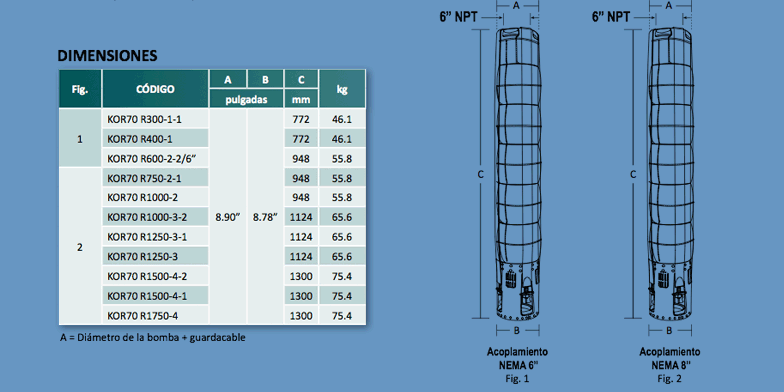 DIMENSIONES
Fig. CÓDIGO A B C kg
pulgadas mm
1 KOR70 R300-1-1 8.90" 8.78" 772 46.1
KOR70 R400-1 772 46.1
KOR70 R600-2-2/6" 948 55.8
2 KOR70 R750-2-1 948 55.8
KOR70 R1000-2 948 55.8
KOR70 R1000-3-2 1124 65.6
KOR70 R1250-3-1 1124 65.6
KOR70 R1250-3 1124 65.6
KOR70 R1500-4-2 1300 75.4
KOR70 R1500-4-1 1300 75.4
KOR70 R1750-4 1300 75.4
A = Diámetro de la bomba + guardacable
A
6" NPT
C
B
Acoplamiento
NEMA 6"
Fig. 1
A
6" NPT
C
B
Acoplamiento
NEMA 8"
Fig. 2